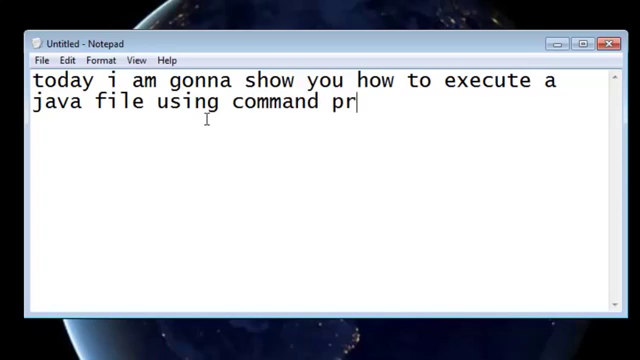 Untitled - Notepad
File Edit Format View Help
today i am gonna show you how to execute a
java file using command pr